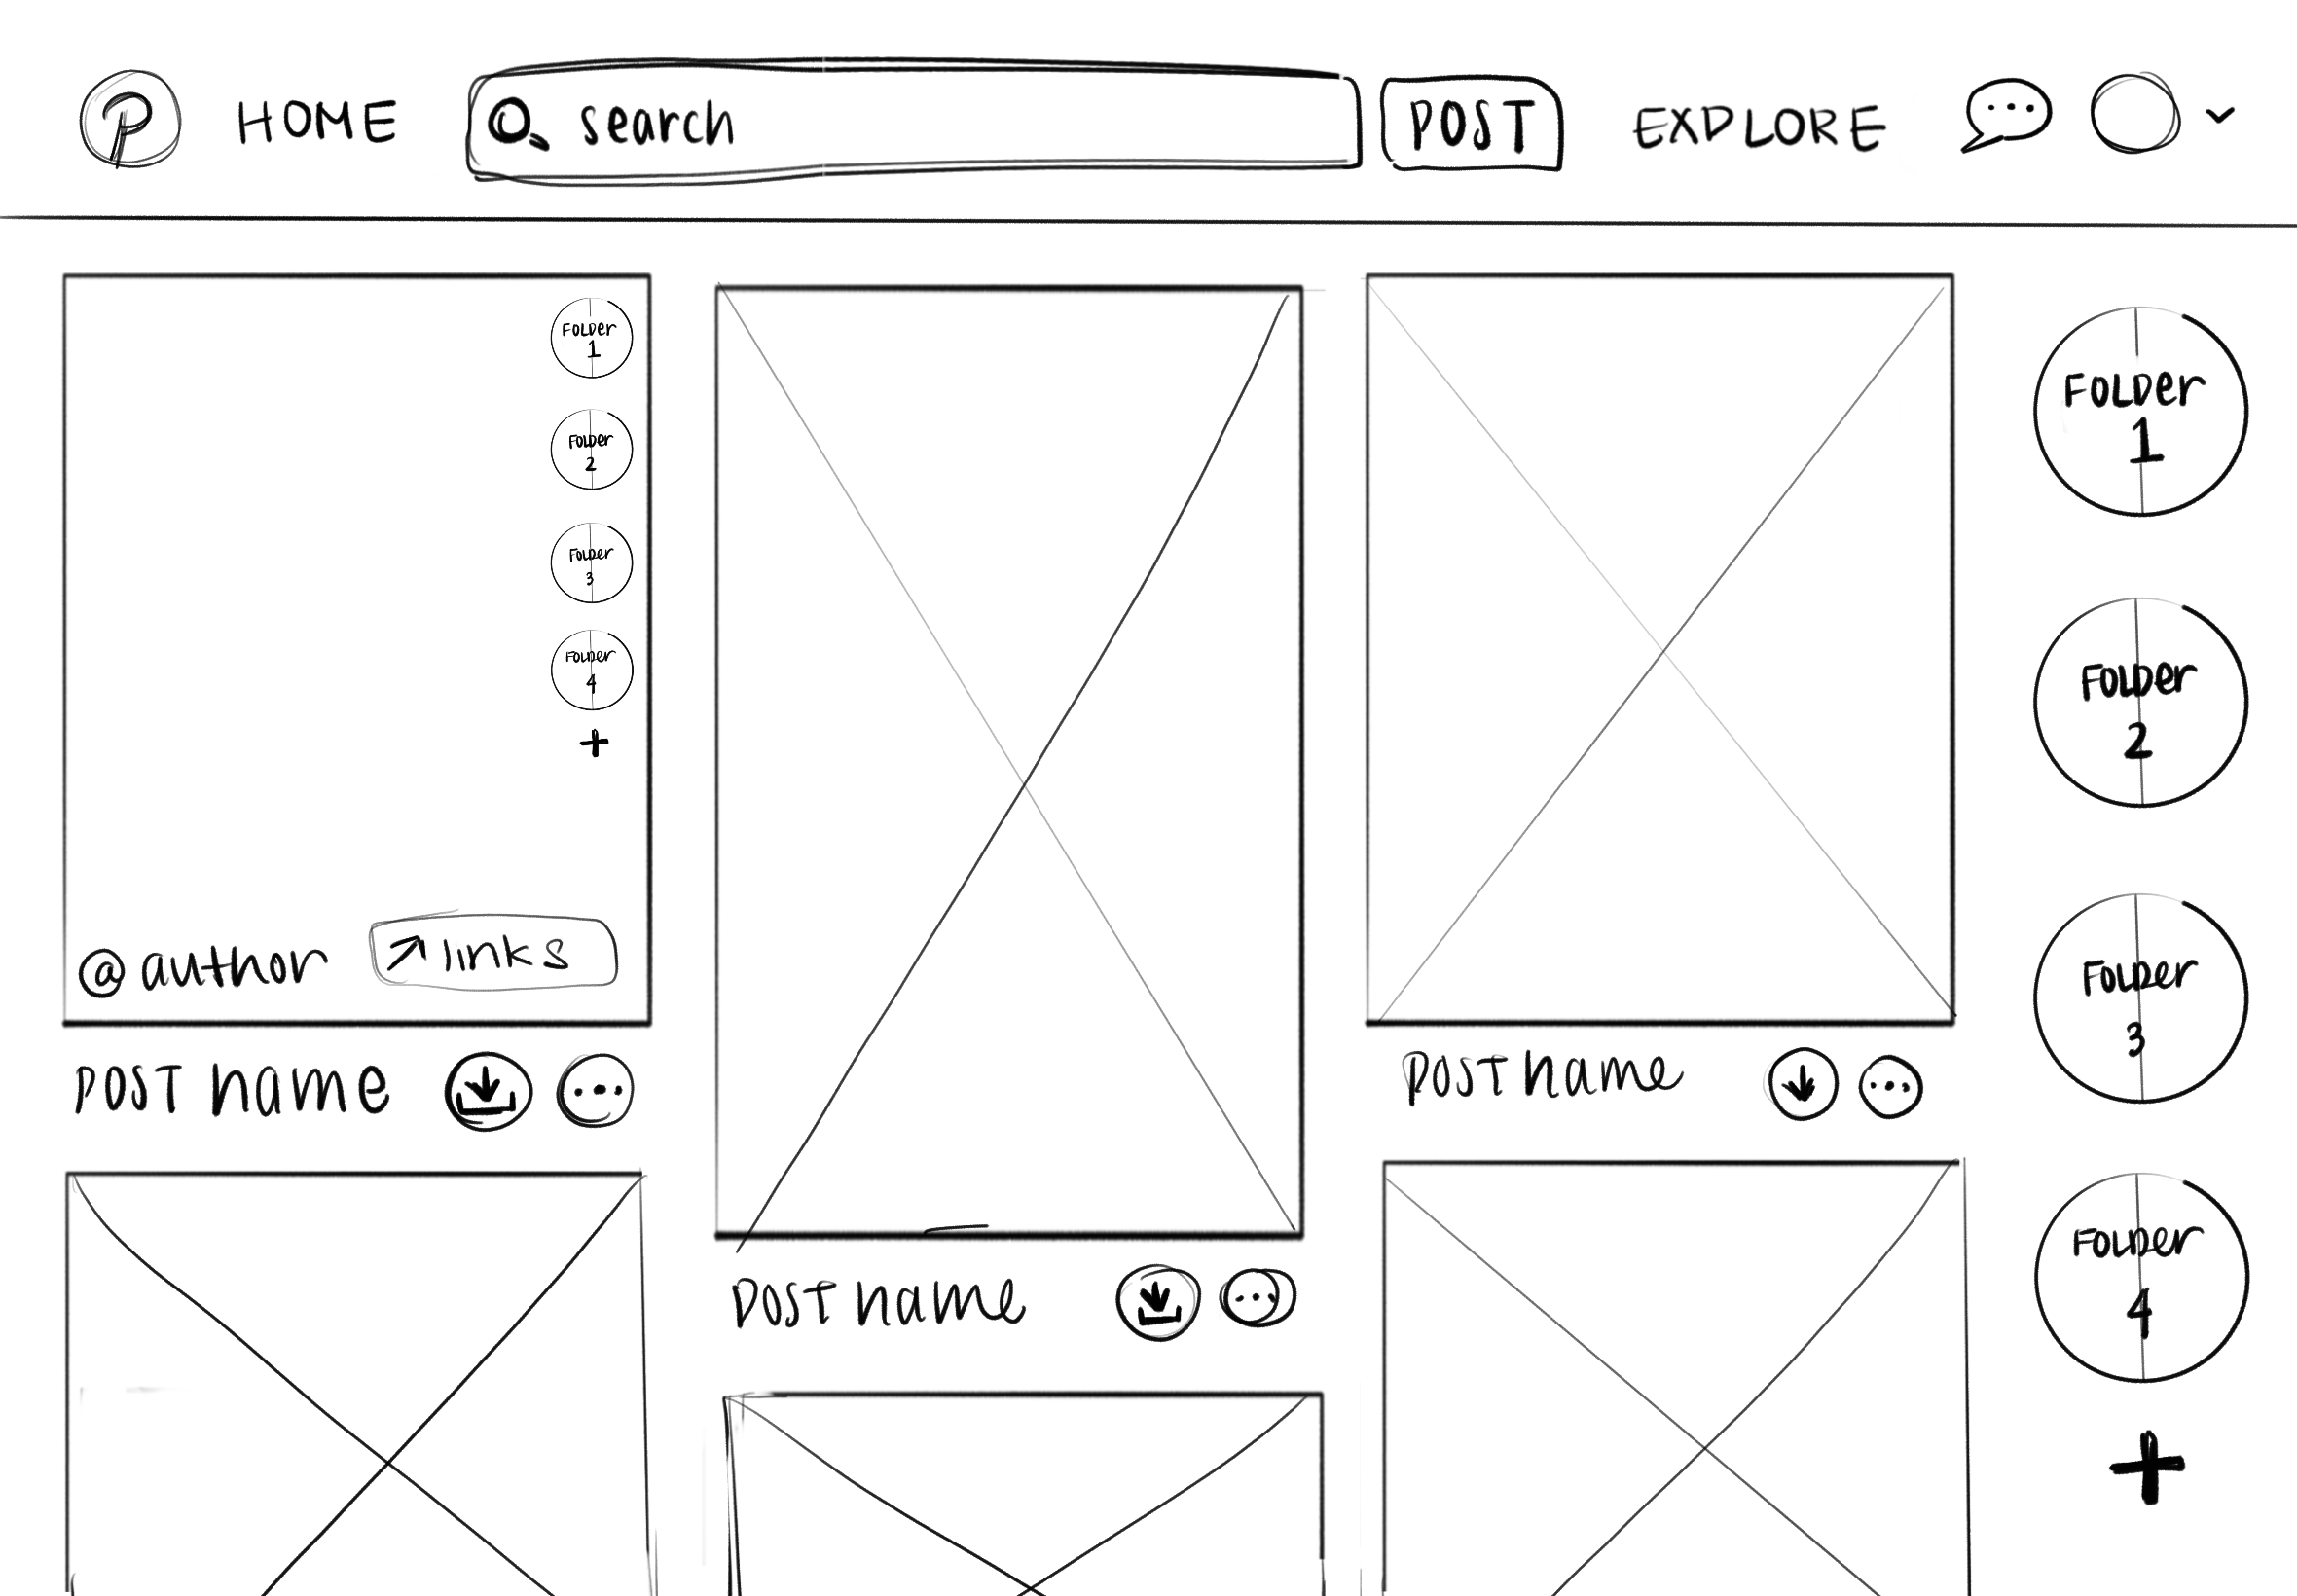 P HOME search POST EXPLORE
Folder
1
Folder
2
Folder
3
Folder
4
+
@author ↗ links
Post name
Post name
Post name
Folder
1
Folder
2
Folder
3
Folder
4
+